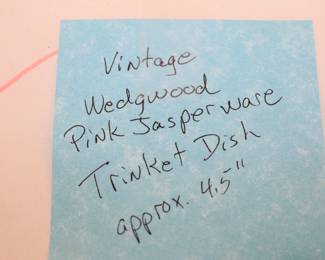 Vintage
Wedgwood
Pink Jasperware
Trinket Dish
approx. 4.5"